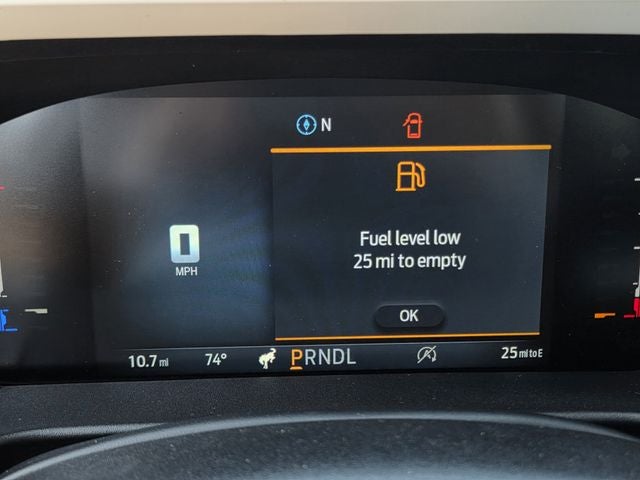 N
Fuel level low
25 mi to empty
0
MPH
OK
10.7 mi 74° PRNDL 25 mi to E